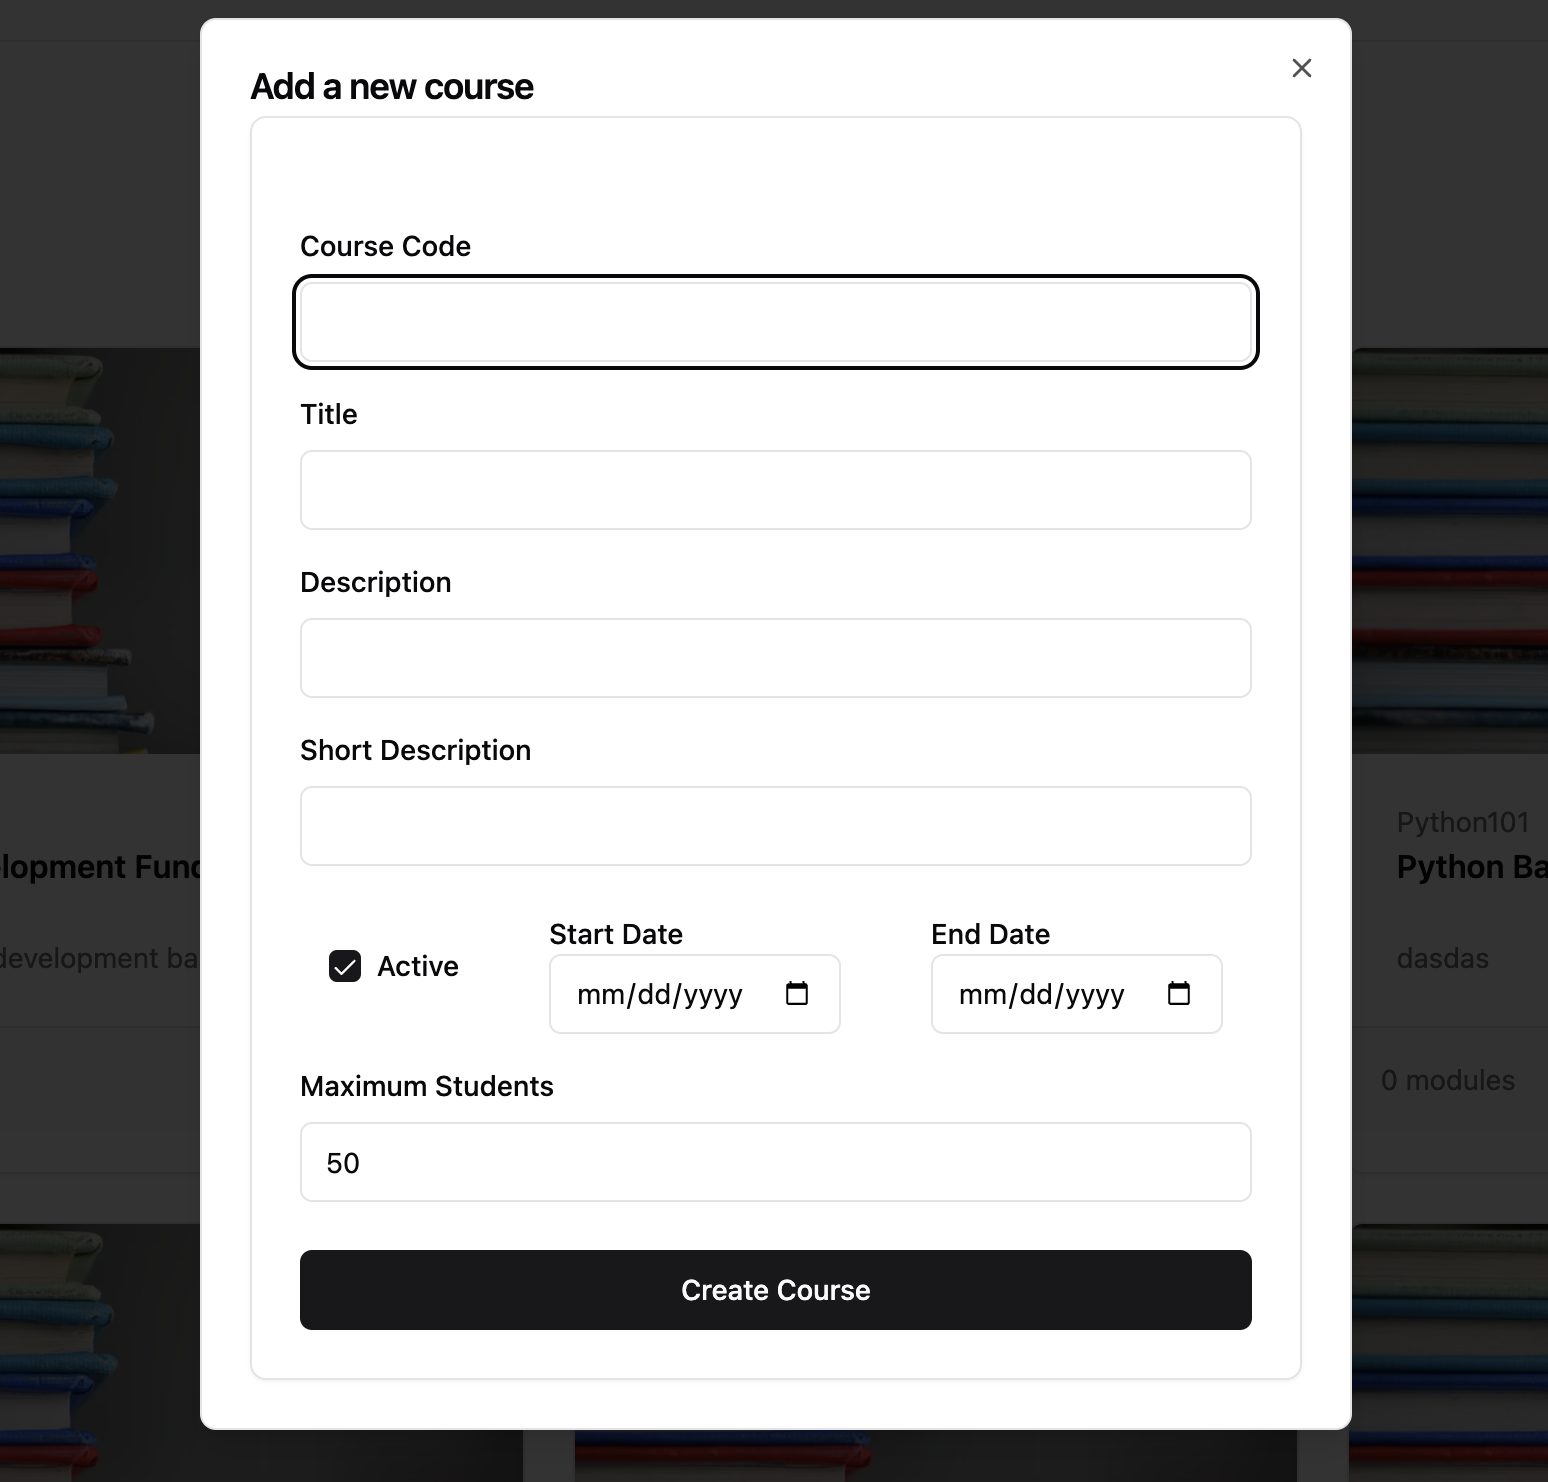 Add a new course
Course Code
Title
Description
Short Description
Active
Start Date
mm/dd/yyyy
End Date
mm/dd/yyyy
Maximum Students
50
Create Course
elopment Fund
development ba
Python101
Python Ba
dasdas
0 modules